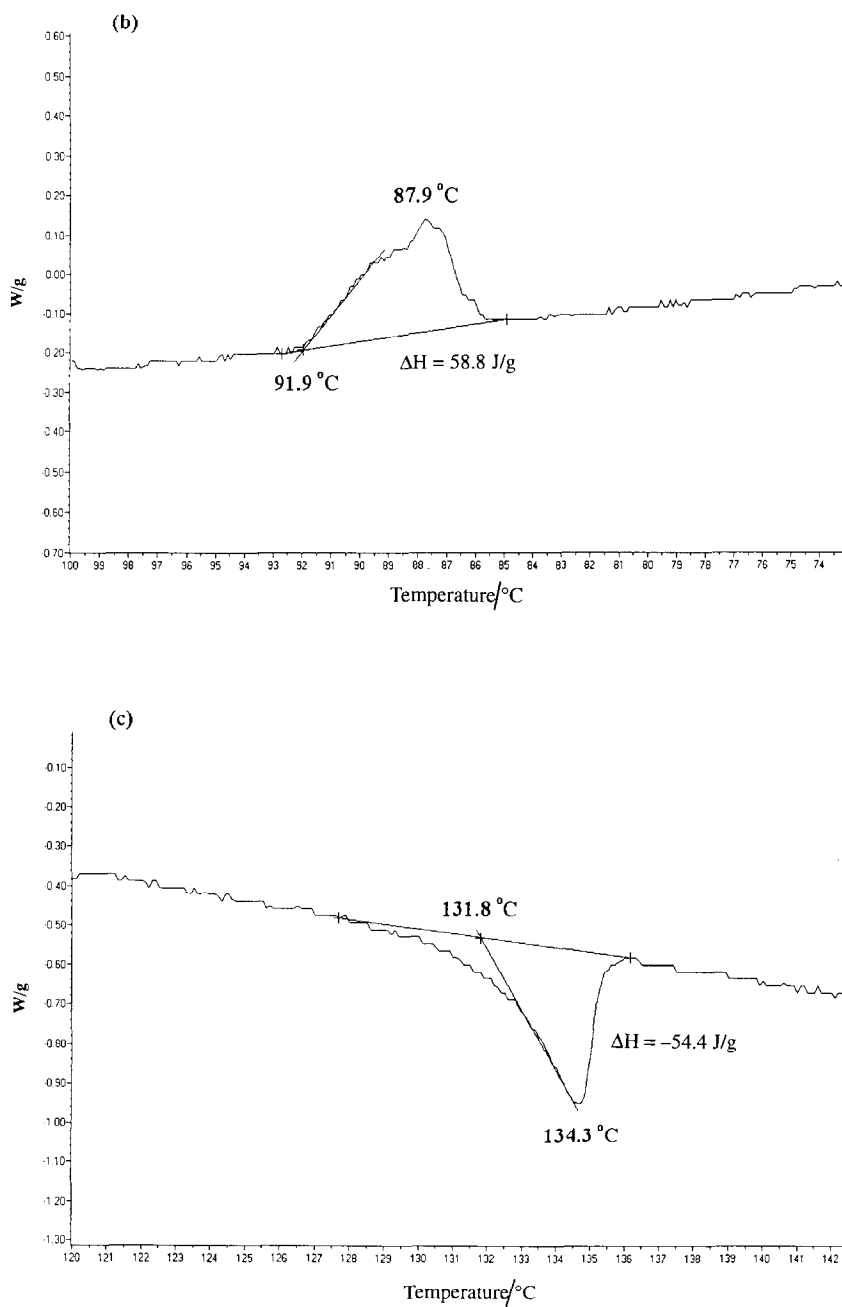 (b)
0.60
0.50
0.40
0.30
0.20
0.10
0.00
-0.10
-0.20
-0.30
-0.40
-0.50
-0.60
-0.70
W/g
87.9 °C
91.9 °C
ΔH = 58.8 J/g
100 99 98 97 96 95 94 93 92 91 90 89 88 87 86 85 84 83 82 81 80 79 78 77 76 75 74
Temperature/°C
(c)
-0.10
-0.20
-0.30
-0.40
-0.50
-0.60
-0.70
-0.80
-0.90
-1.00
-1.10
-1.20
-1.30
W/g
131.8 °C
ΔH = –54.4 J/g
134.3 °C
120 121 122 123 124 125 126 127 128 129 130 131 132 133 134 135 136 137 138 139 140 141 142
Temperature/°C